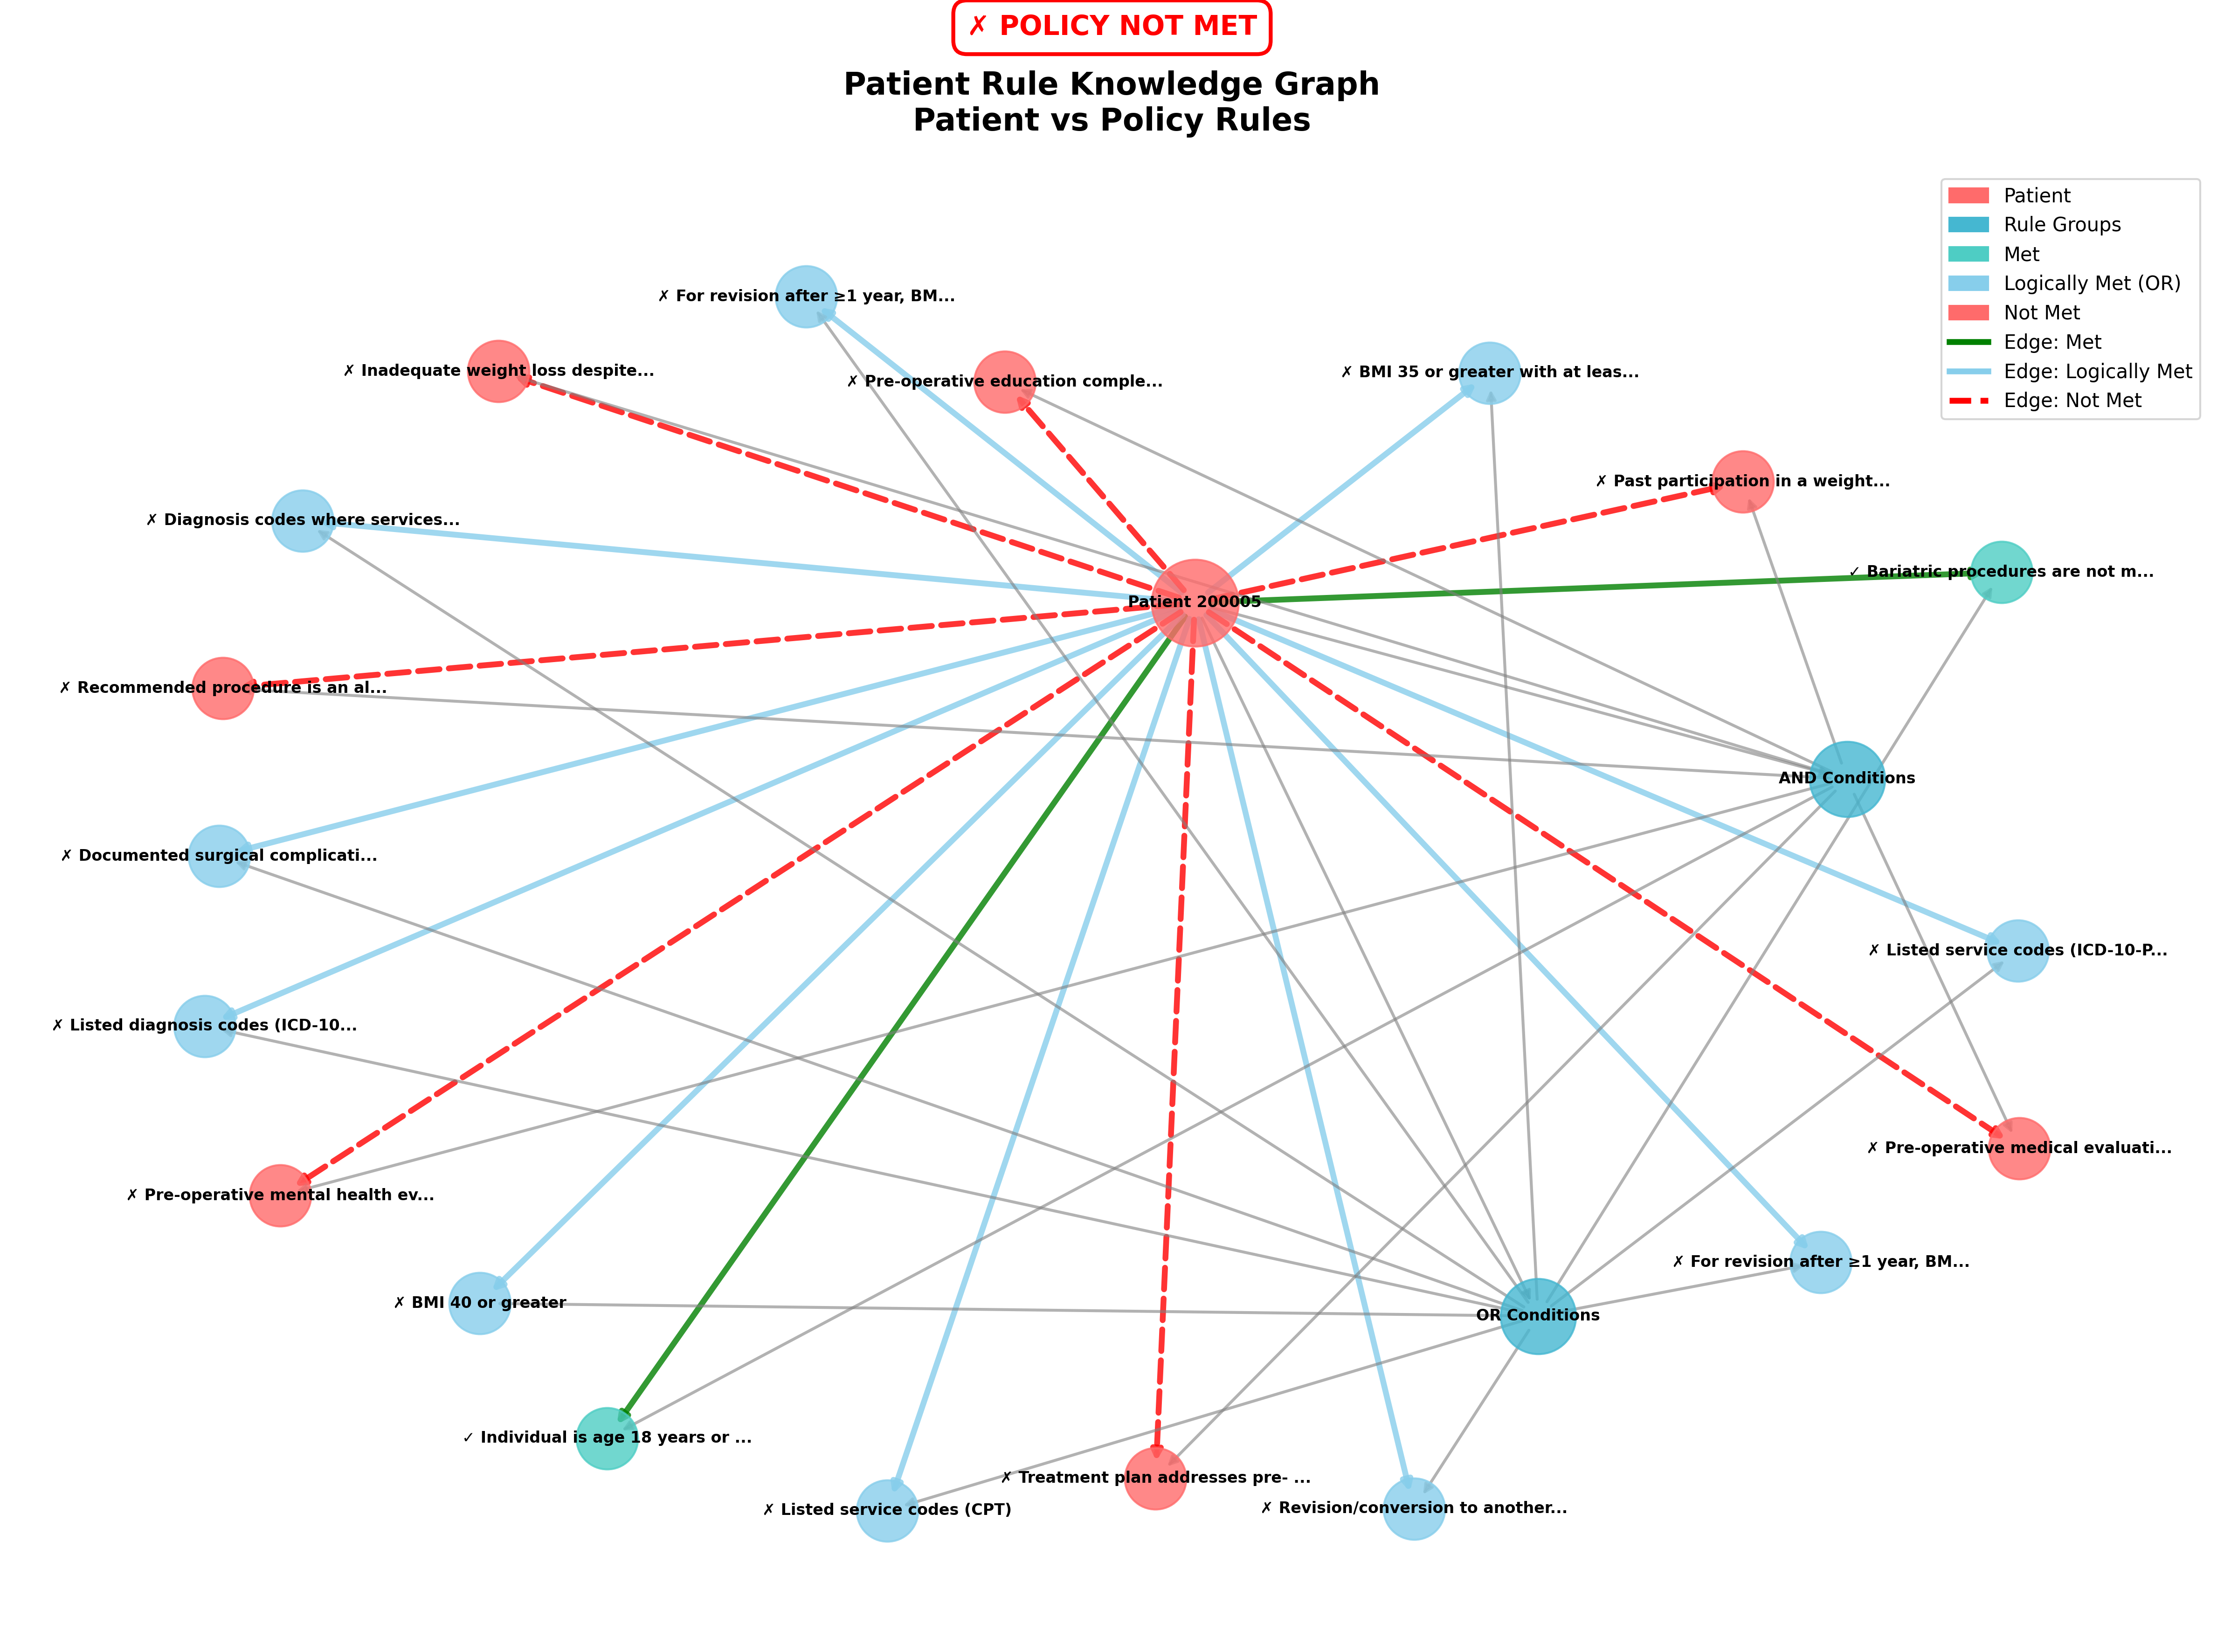 ✗ POLICY NOT MET
Patient Rule Knowledge Graph
Patient vs Policy Rules
Patient
Rule Groups
Met
Logically Met (OR)
Not Met
Edge: Met
Edge: Logically Met
Edge: Not Met
✗ For revision after ≥1 year, BM...
✗ Inadequate weight loss despite...
✗ Pre-operative education comple...
✗ BMI 35 or greater with at leas...
✗ Past participation in a weight...
✗ Diagnosis codes where services...
✓ Bariatric procedures are not m...
Patient 200005
✗ Recommended procedure is an al...
AND Conditions
✗ Documented surgical complicati...
✗ Listed service codes (ICD-10-P...
✗ Listed diagnosis codes (ICD-10...
✗ Pre-operative medical evaluati...
✗ Pre-operative mental health ev...
✗ For revision after ≥1 year, BM...
✗ BMI 40 or greater
OR Conditions
✓ Individual is age 18 years or ...
✗ Treatment plan addresses pre- ...
✗ Listed service codes (CPT)
✗ Revision/conversion to another...